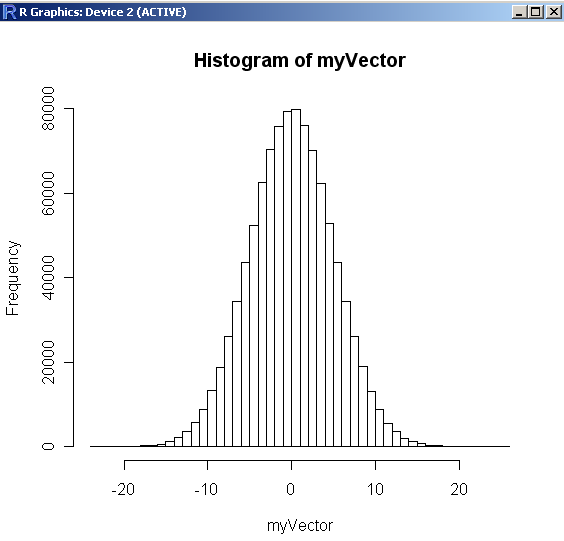 R Graphics: Device 2 (ACTIVE)
Histogram of myVector
Frequency
80000
60000
40000
20000
0
-20 -10 0 10 20
myVector